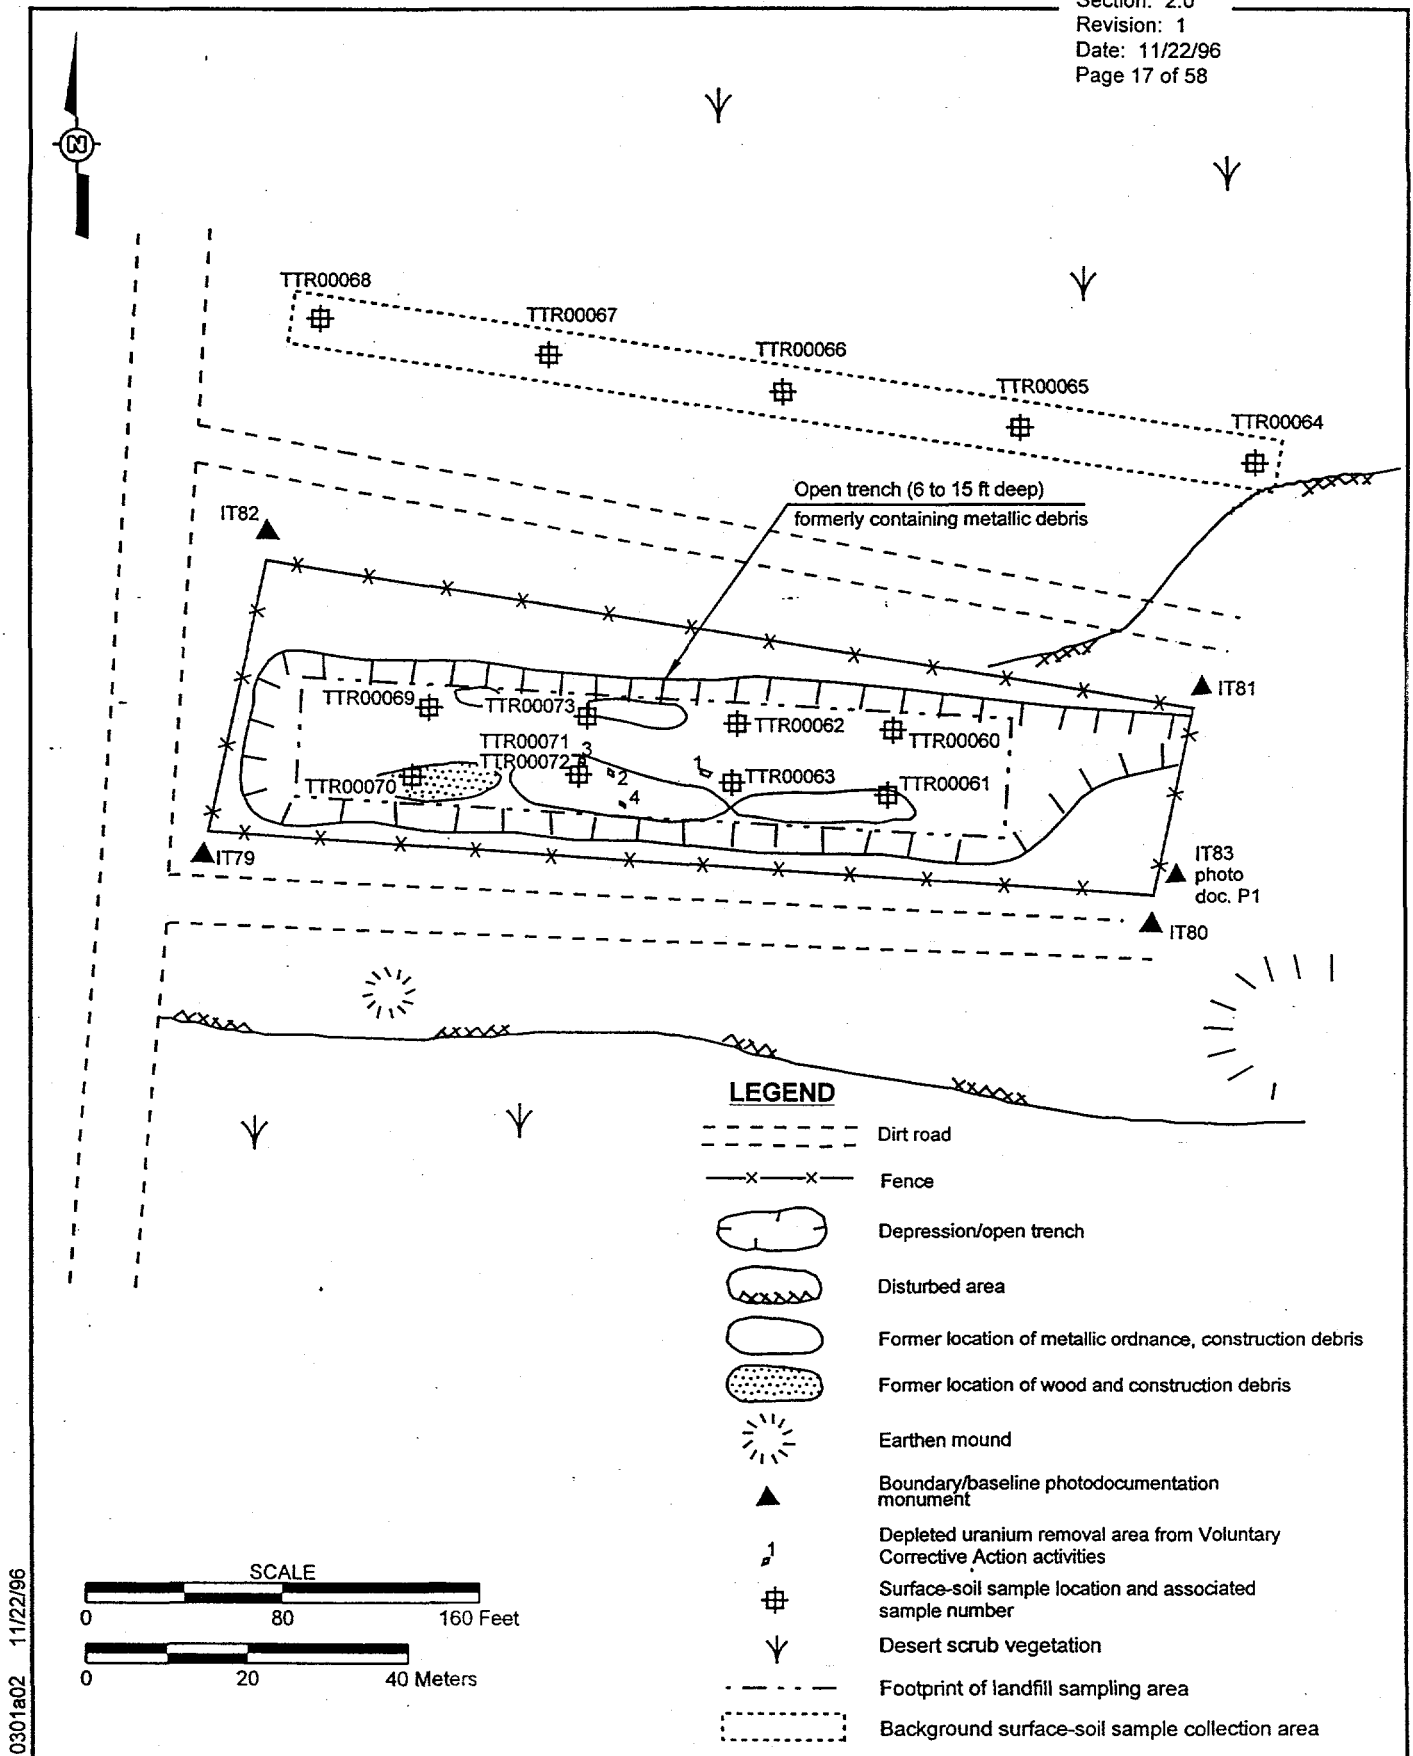 Section: 2.0
Revision: 1
Date: 11/22/96
Page 17 of 58
N
TTR00068
TTR00067
TTR00066
TTR00065
TTR00064
Open trench (6 to 15 ft deep)
formerly containing metallic debris
IT82
IT81
TTR00069
TTR00073
TTR00062
TTR00060
TTR00071
TTR00072
3
2
1
4
TTR00063
TTR00061
TTR00070
IT79
IT83
photo
doc. P1
IT80
LEGEND
Dirt road
Fence
Depression/open trench
Disturbed area
Former location of metallic ordnance, construction debris
Former location of wood and construction debris
Earthen mound
Boundary/baseline photodocumentation
monument
1
Depleted uranium removal area from Voluntary
Corrective Action activities
Surface-soil sample location and associated
sample number
Desert scrub vegetation
Footprint of landfill sampling area
Background surface-soil sample collection area
SCALE
0 80 160 Feet
0 20 40 Meters
0301a02 11/22/96